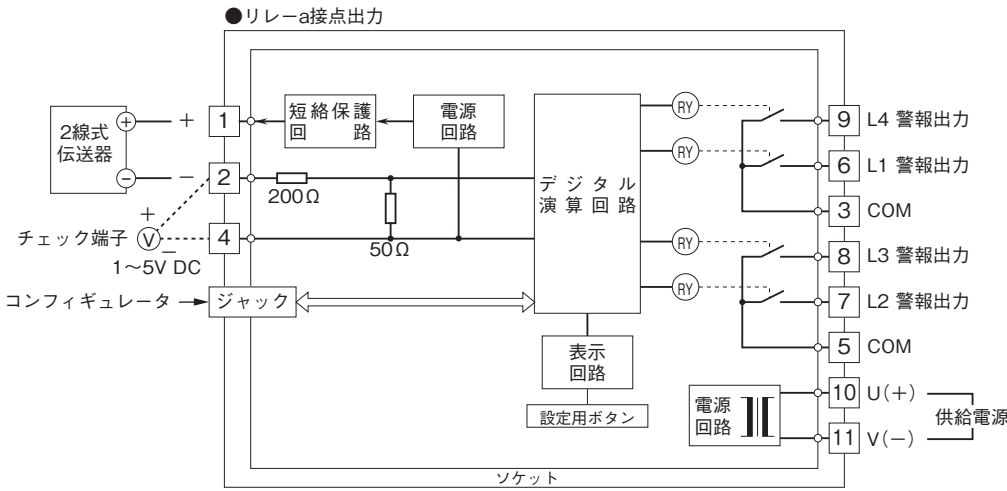 ●リレーa接点出力
2線式
伝送器
+
−
+
−
1
2
4
短絡保護
回路
電源
回路
200Ω
50Ω
デジタル
演算回路
RY
RY
RY
RY
9 L4 警報出力
6 L1 警報出力
3 COM
8 L3 警報出力
7 L2 警報出力
5 COM
10 U(+)
11 V(−)
供給電源
+
チェック端子 V
−
1〜5V DC
コンフィギュレータ
ジャック
表示
回路
設定用ボタン
電源
回路
ソケット